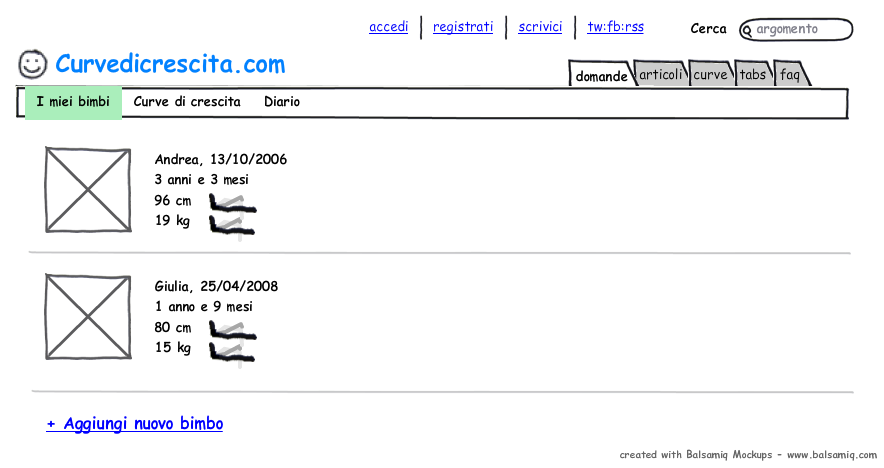 accedi registrati scrivici tw:fb:rss Cerca argomento
Curvedicrescita.com
domande articoli curve tabs faq
I miei bimbi Curve di crescita Diario
Andrea, 13/10/2006
3 anni e 3 mesi
96 cm
19 kg
Giulia, 25/04/2008
1 anno e 9 mesi
80 cm
15 kg
+ Aggiungi nuovo bimbo
created with Balsamiq Mockups - www.balsamiq.com